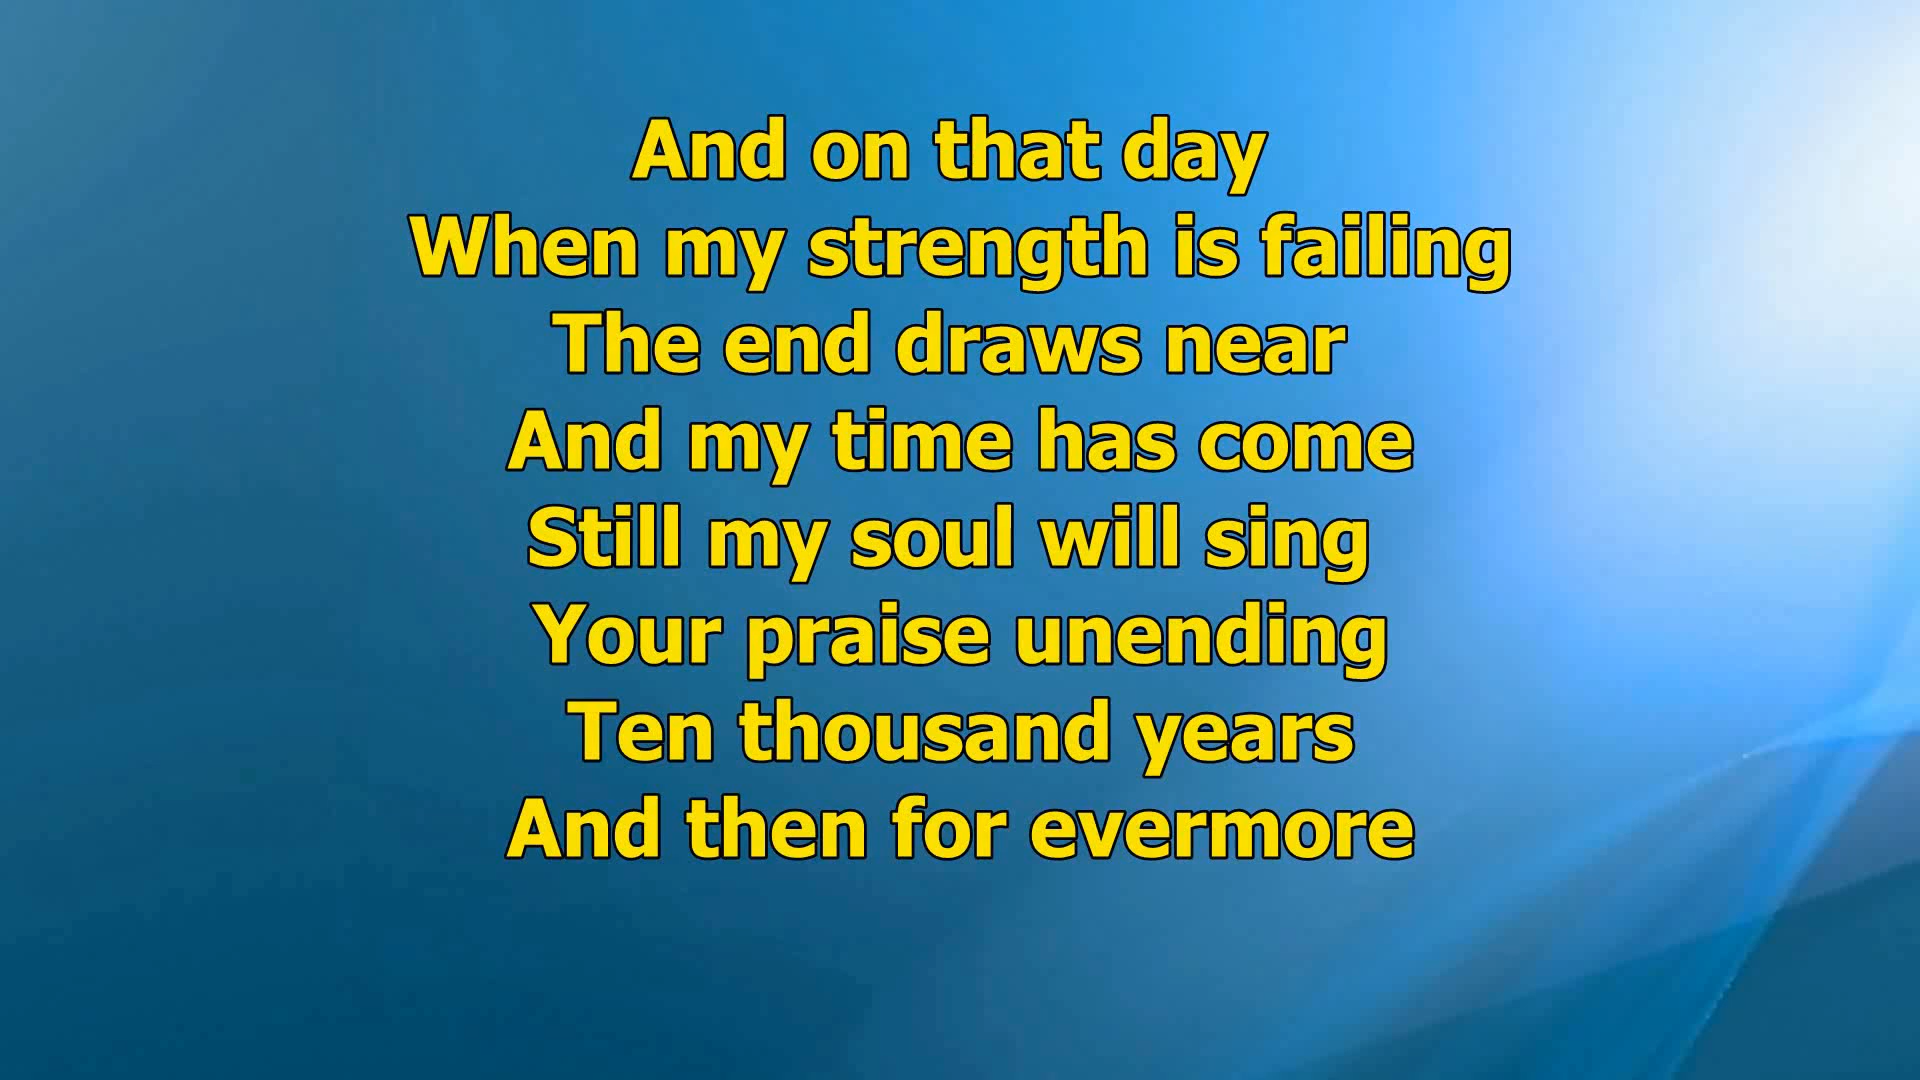 And on that day
When my strength is failing
The end draws near
And my time has come
Still my soul will sing
Your praise unending
Ten thousand years
And then for evermore